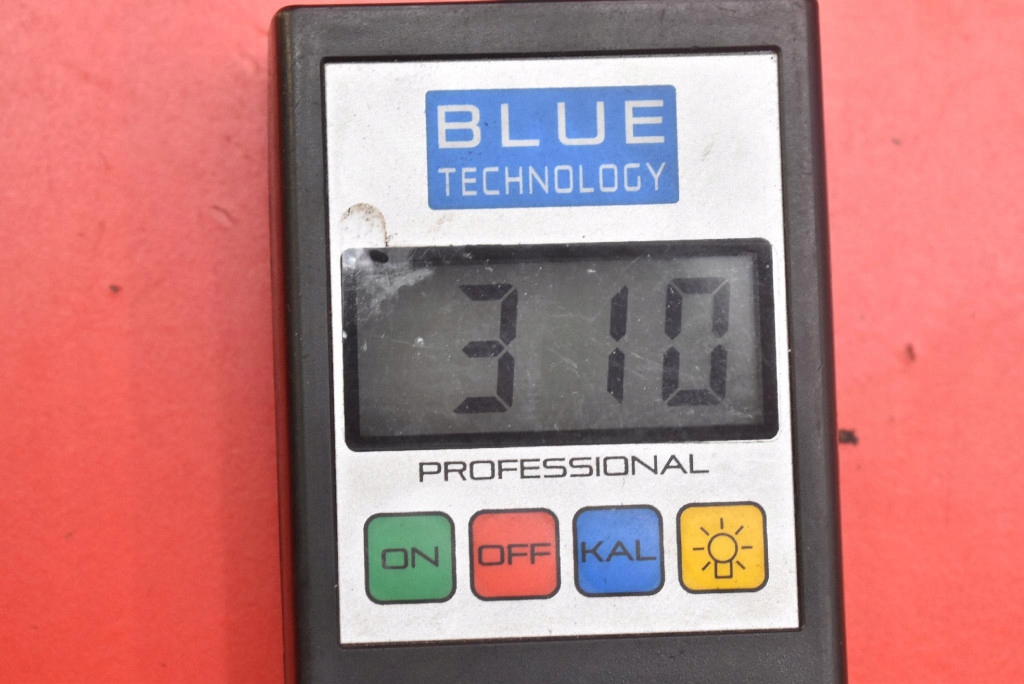 BLUE
TECHNOLOGY
310
PROFESSIONAL
ON OFF KAL